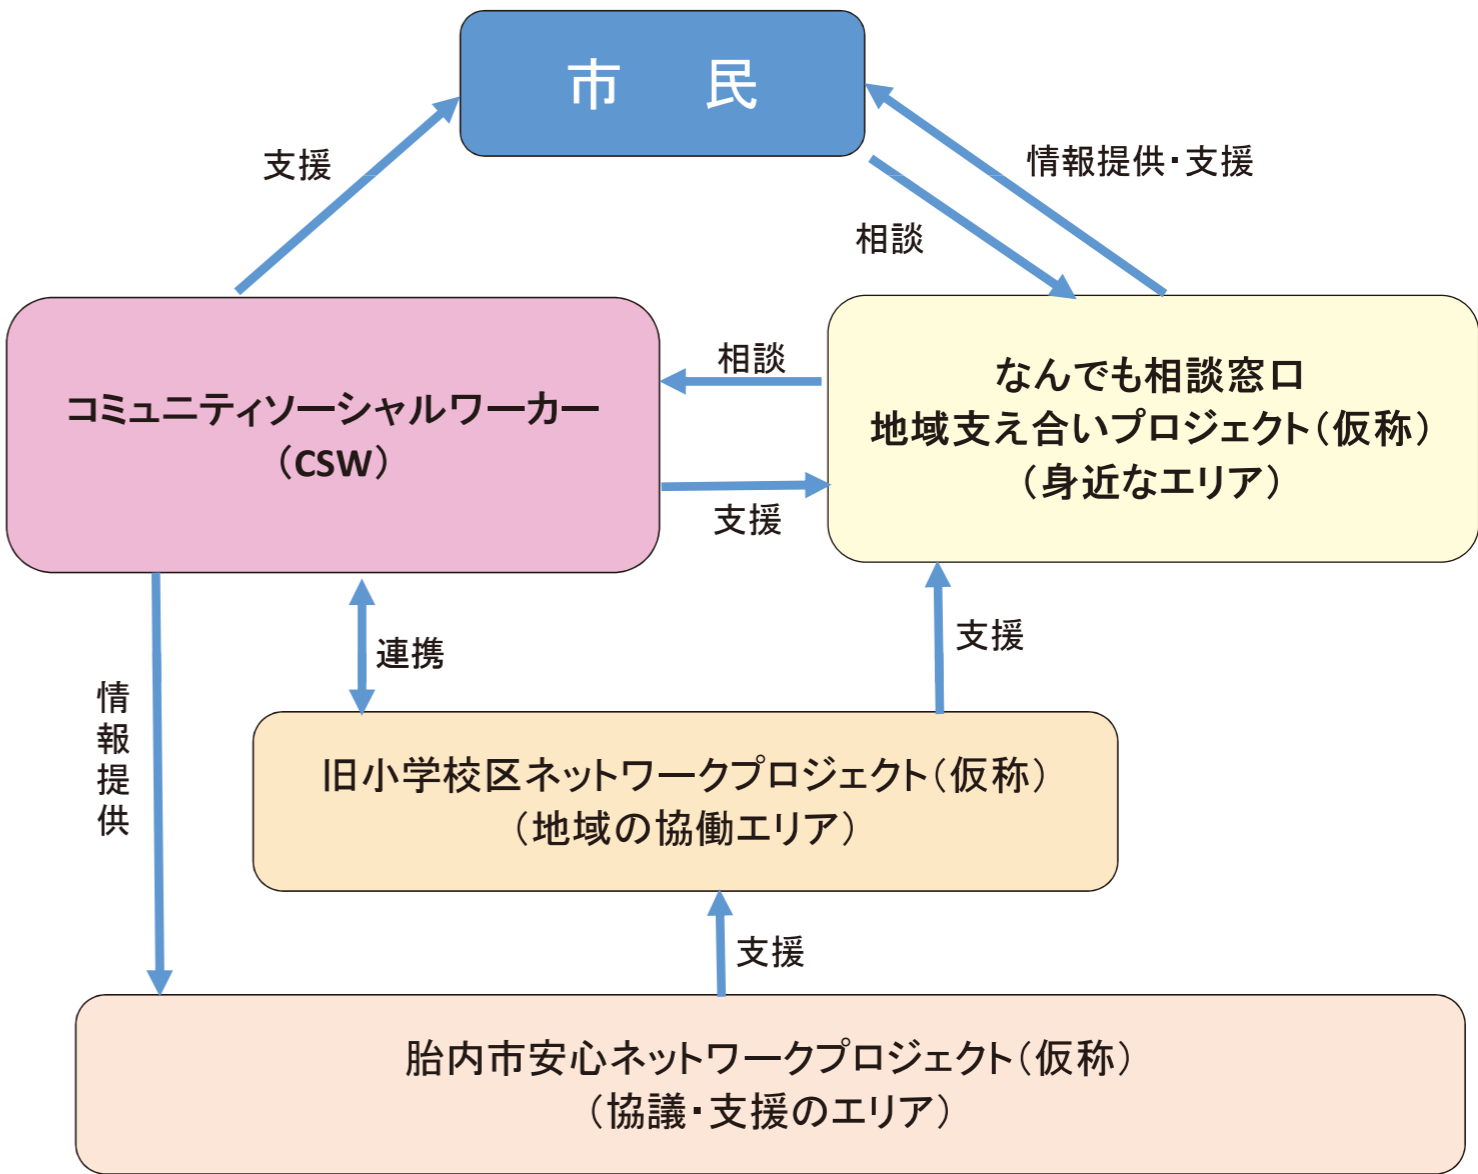 市　民
支援
情報提供・支援
相談
コミュニティソーシャルワーカー
（CSW）
相談
支援
なんでも相談窓口
地域支え合いプロジェクト（仮称）
（身近なエリア）
連携
支援
情報提供
旧小学校区ネットワークプロジェクト（仮称）
（地域の協働エリア）
支援
胎内市安心ネットワークプロジェクト（仮称）
（協議・支援のエリア）